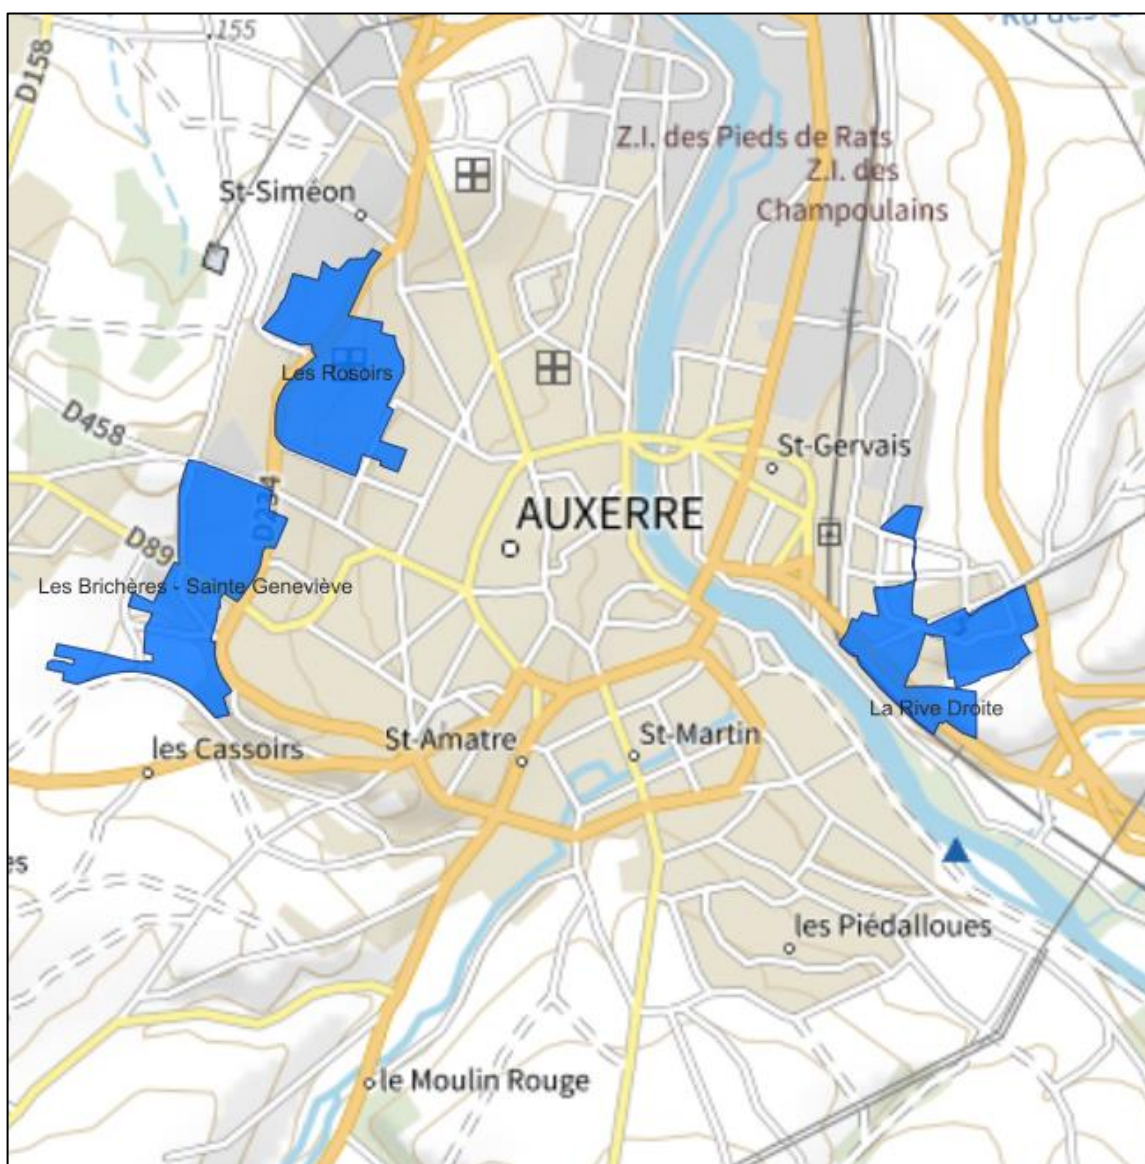 155
D158
Z.I. des Pieds de Rats
Z.I. des
Champoulains
St-Siméon
Les Rosoirs
D458
St-Gervais
D234
AUXERRE
D89
Les Brichères - Sainte Geneviève
La Rive Droite
les Cassoirs
St-Amatre
St-Martin
les Piédalloues
le Moulin Rouge